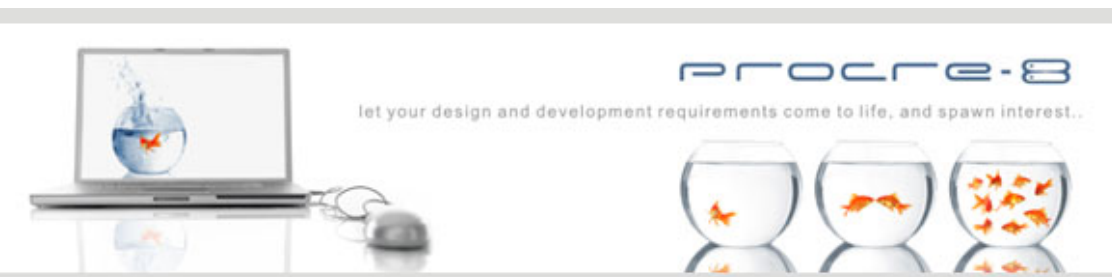 procre-8
let your design and development requirements come to life, and spawn interest..